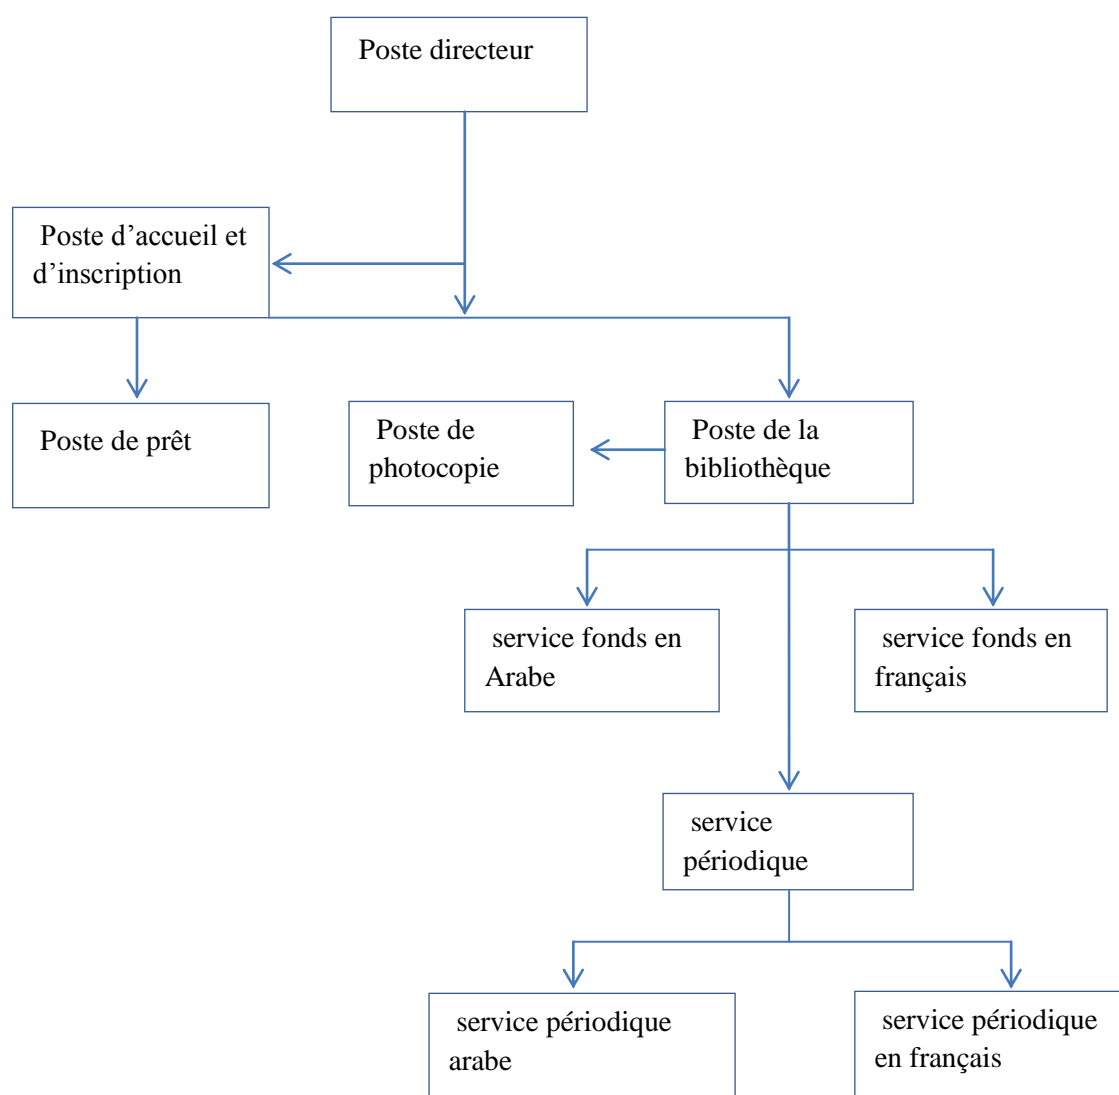 Poste directeur
Poste d’accueil et
d’inscription
Poste de prêt
Poste de
photocopie
Poste de la
bibliothèque
service fonds en
Arabe
service fonds en
français
service
périodique
service périodique
arabe
service périodique
en français